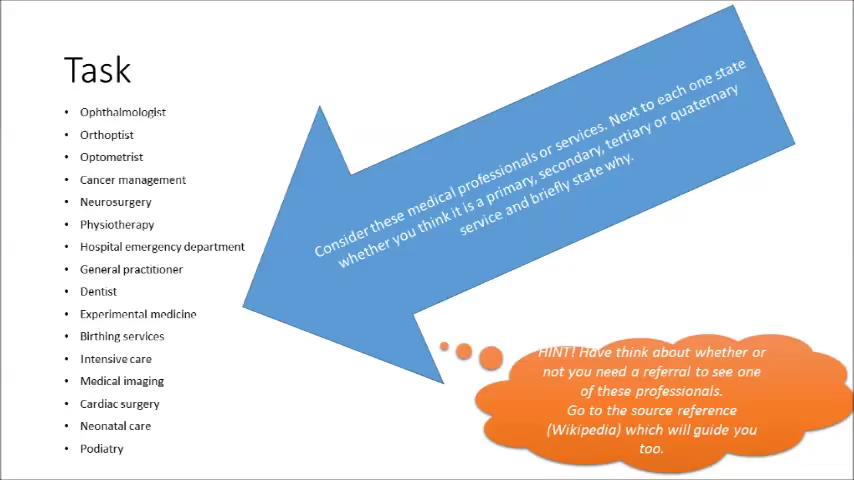 Task
• Ophthalmologist
• Orthoptist
• Optometrist
• Cancer management
• Neurosurgery
• Physiotherapy
• Hospital emergency department
• General practitioner
• Dentist
• Experimental medicine
• Birthing services
• Intensive care
• Medical imaging
• Cardiac surgery
• Neonatal care
• Podiatry
Consider these medical professionals or services. Next to each one state
whether you think it is a primary, secondary, tertiary or quaternary
service and briefly state why.
HINT! Have think about whether or
not you need a referral to see one
of these professionals.
Go to the source reference
(Wikipedia) which will guide you
too.